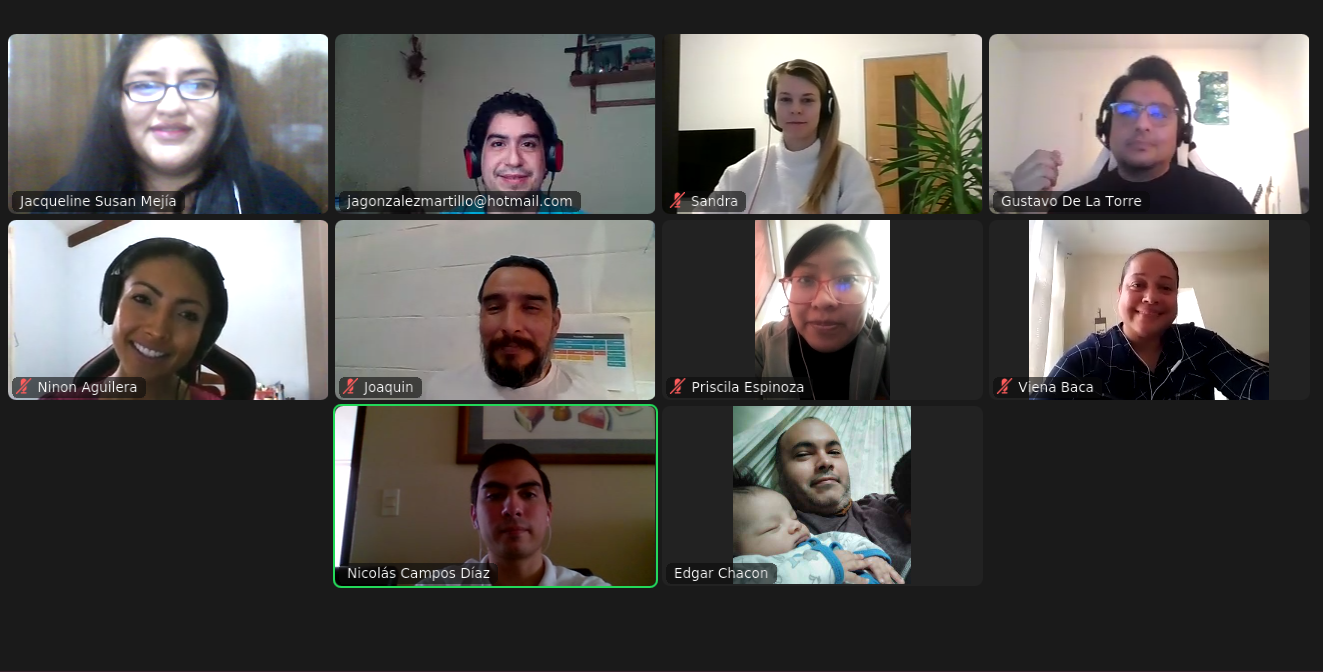 Jacqueline Susan Mejía
jagonzalezmartillo@hotmail.com
Sandra
Gustavo De La Torre
Ninon Aguilera
Joaquin
Priscila Espinoza
Viena Baca
Nicolás Campos Díaz
Edgar Chacon